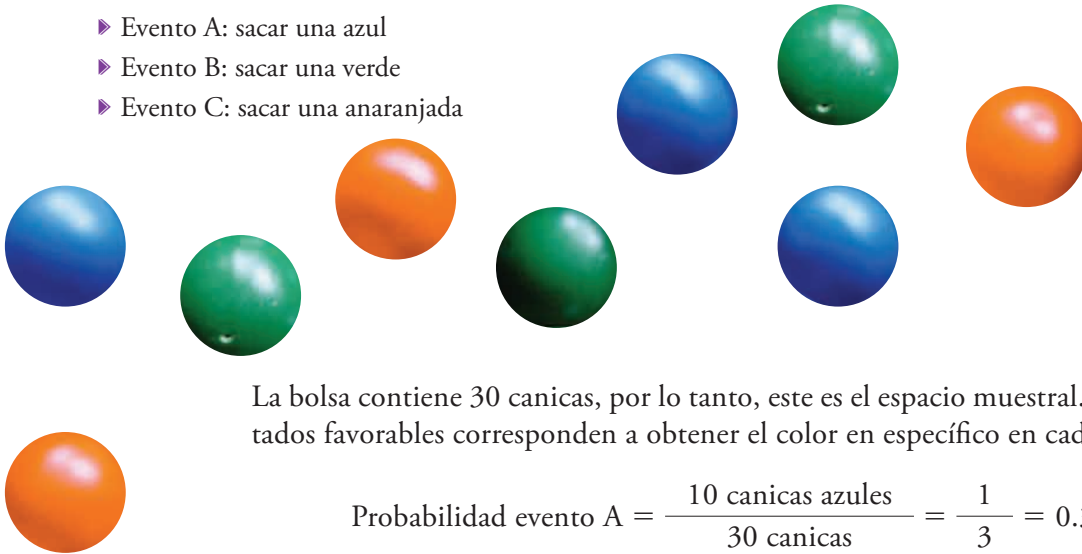 Evento A: sacar una azul
Evento B: sacar una verde
Evento C: sacar una anaranjada
La bolsa contiene 30 canicas, por lo tanto, este es el espacio muestral.
tados favorables corresponden a obtener el color en específico en cad
Probabilidad evento A = 10 canicas azules / 30 canicas = 1 / 3 = 0.